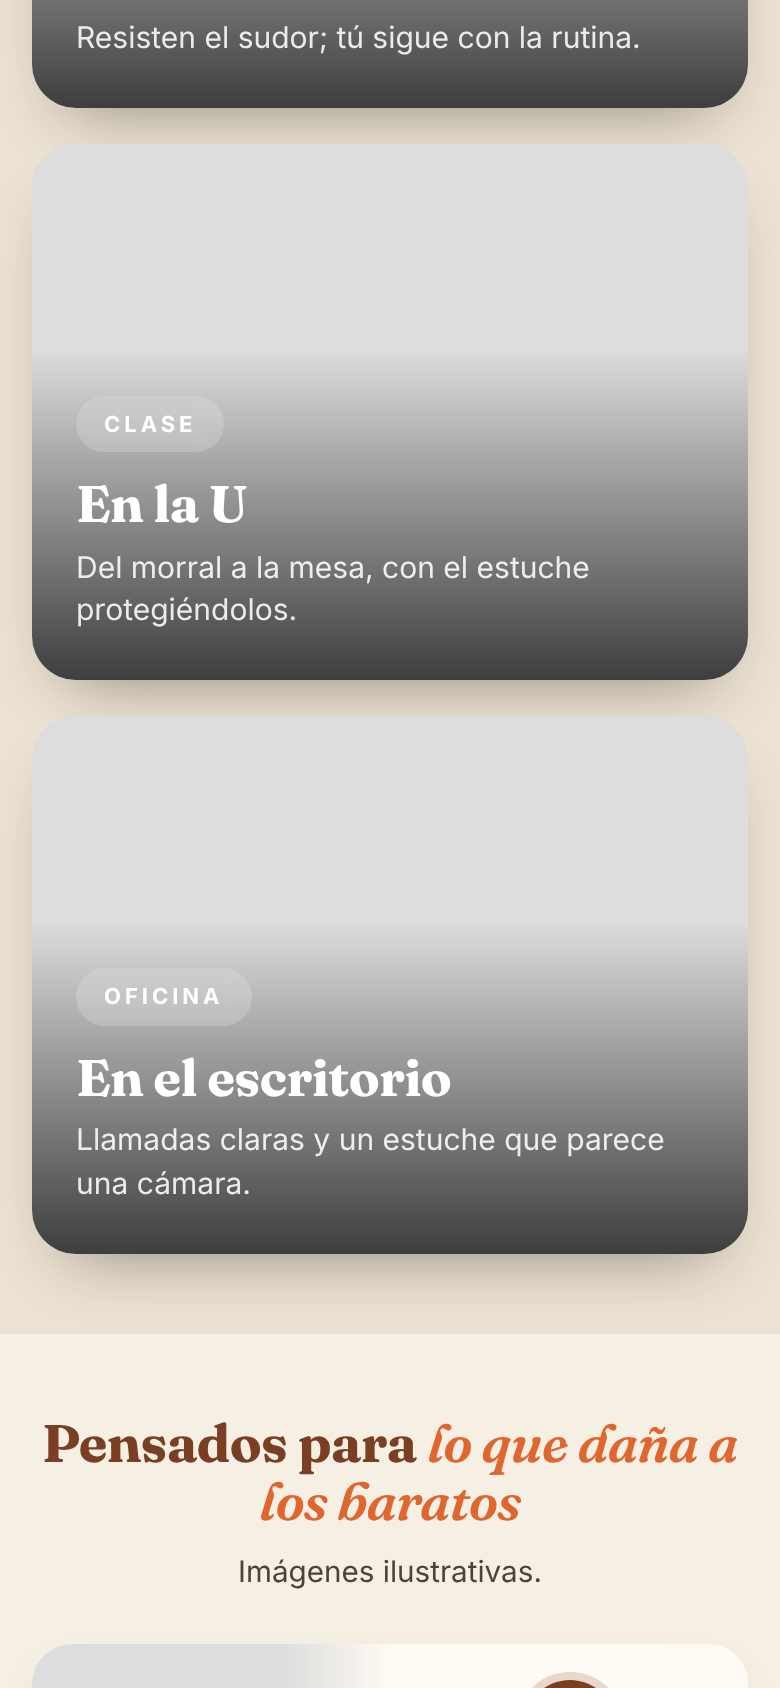 Resisten el sudor; tú sigue con la rutina.
CLASE
En la U
Del morral a la mesa, con el estuche
protegiéndolos.
OFICINA
En el escritorio
Llamadas claras y un estuche que parece
una cámara.
Pensados para lo que daña a
los baratos
Imágenes ilustrativas.